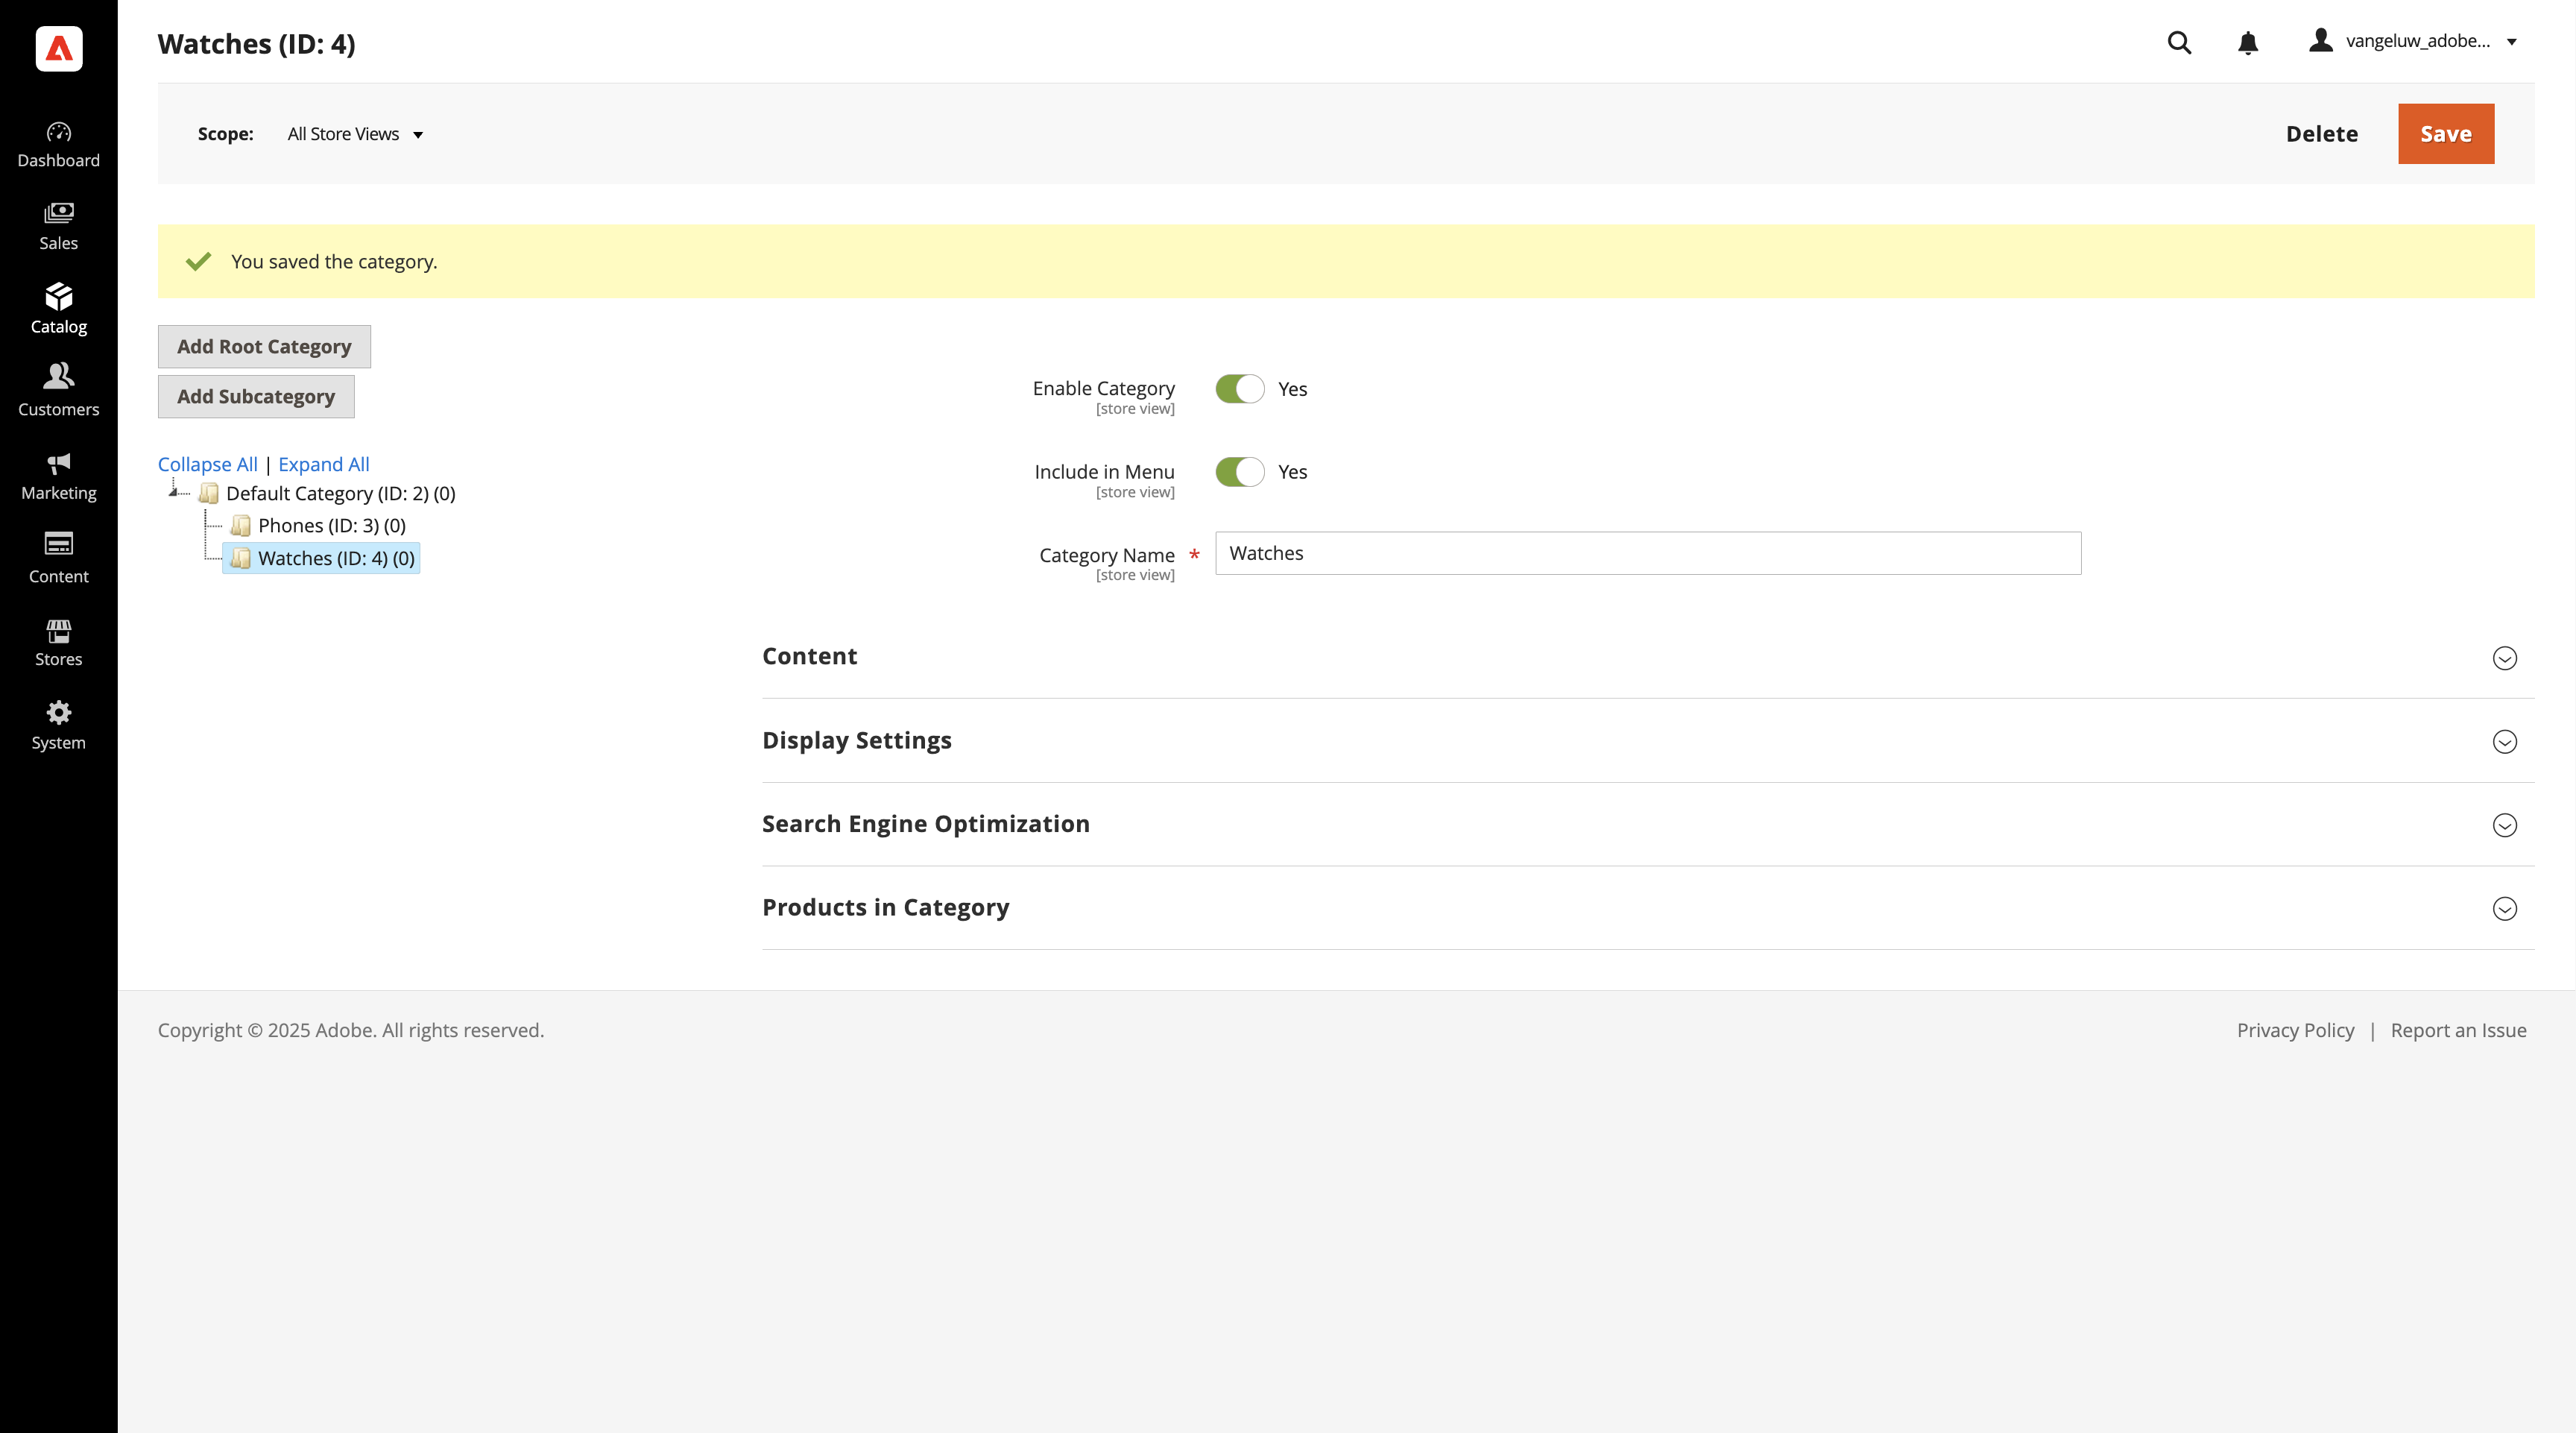 Watches (ID: 4)
vangeluw_adobe...
Dashboard
Sales
Catalog
Customers
Marketing
Content
Stores
System
Scope: All Store Views
Delete
Save
You saved the category.
Add Root Category
Add Subcategory
Collapse All | Expand All
Default Category (ID: 2) (0)
Phones (ID: 3) (0)
Watches (ID: 4) (0)
Enable Category
[store view]
Yes
Include in Menu
[store view]
Yes
Category Name *
[store view]
Watches
Content
Display Settings
Search Engine Optimization
Products in Category
Copyright © 2025 Adobe. All rights reserved.
Privacy Policy | Report an Issue